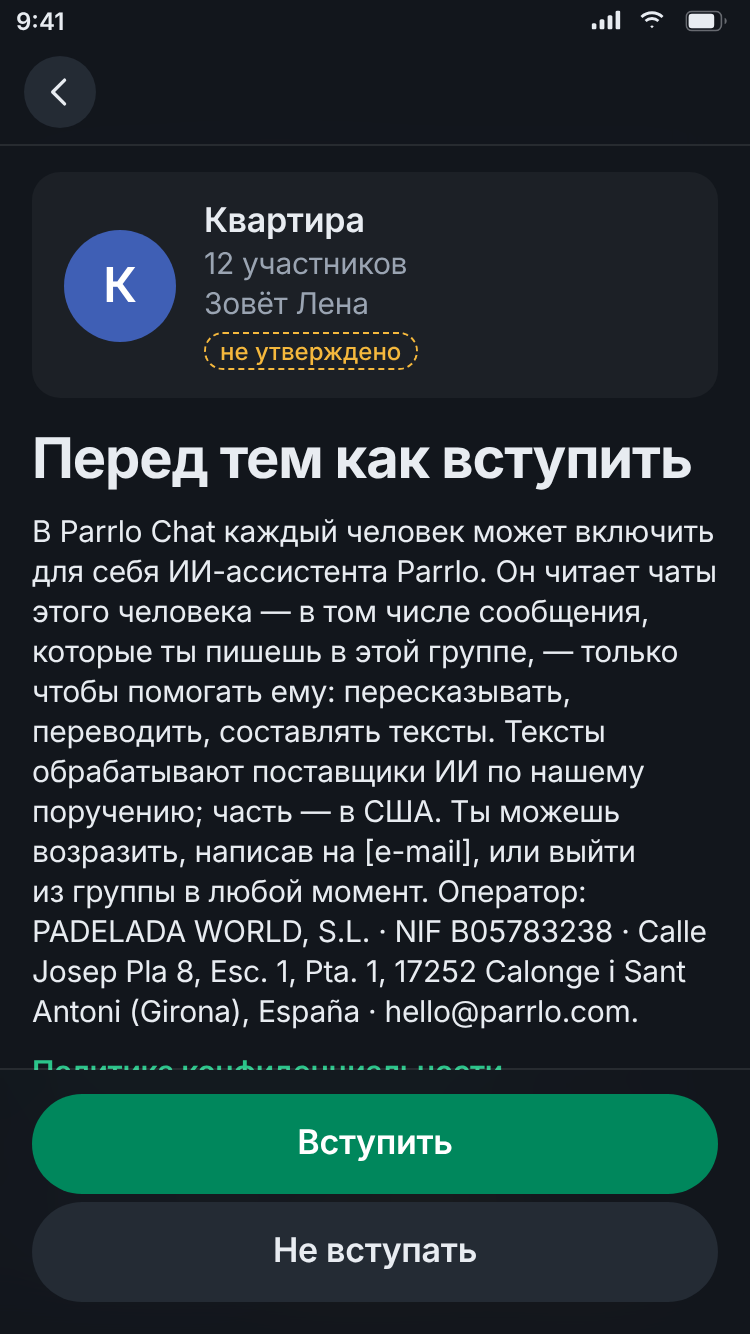 9:41
К
Квартира
12 участников
Зовёт Лена
не утверждено
Перед тем как вступить
В Parrlo Chat каждый человек может включить
для себя ИИ-ассистента Parrlo. Он читает чаты
этого человека — в том числе сообщения,
которые ты пишешь в этой группе, — только
чтобы помогать ему: пересказывать,
переводить, составлять тексты. Тексты
обрабатывают поставщики ИИ по нашему
поручению; часть — в США. Ты можешь
возразить, написав на [e-mail], или выйти
из группы в любой момент. Оператор:
PADELADA WORLD, S.L. · NIF B05783238 · Calle
Josep Pla 8, Esc. 1, Pta. 1, 17252 Calonge i Sant
Antoni (Girona), España · hello@parrlo.com.
Политика конфиденциальности
Вступить
Не вступать